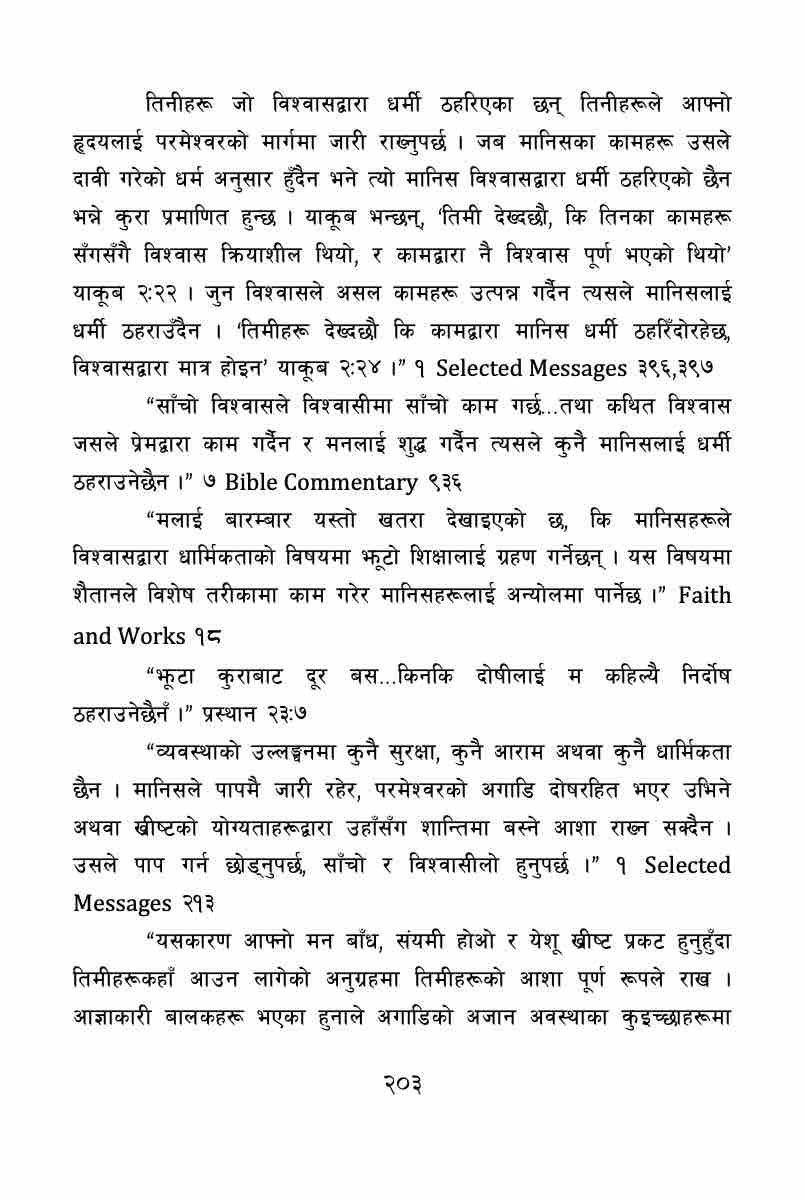 तिनीहरू जो विश्वासद्वारा धर्मी ठहरिएका छन् तिनीहरूले आफ्नो
हृदयलाई परमेश्वरको मार्गमा जारी राख्नुपर्छ । जब मानिसका कामहरू उसले
दावी गरेको धर्म अनुसार हुँदैन भने त्यो मानिस विश्वासद्वारा धर्मी ठहरिएको छैन
भन्ने कुरा प्रमाणित हुन्छ । याकूब भन्छन्, ‘तिमी देख्दछौ, कि तिनका कामहरू
सँगसँगै विश्वास क्रियाशील थियो, र कामद्वारा नै विश्वास पूर्ण भएको थियो’
याकूब २:२२ । जुन विश्वासले असल कामहरू उत्पन्न गर्दैन त्यसले मानिसलाई
धर्मी ठहराउँदैन । ‘तिमीहरू देख्दछौ कि कामद्वारा मानिस धर्मी ठहरिँदोरहेछ,
विश्वासद्वारा मात्र होइन’ याकूब २:२४ ।” १ Selected Messages ३९६,३९७
“साँचो विश्वासले विश्वासीमा साँचो काम गर्छ...तथा कथित विश्वास
जसले प्रेमद्वारा काम गर्दैन र मनलाई शुद्ध गर्दैन त्यसले कुनै मानिसलाई धर्मी
ठहराउनेछैन ।” ७ Bible Commentary ९३६
“मलाई बारम्बार यस्तो खतरा देखाइएको छ, कि मानिसहरूले
विश्वासद्वारा धार्मिकताको विषयमा झूटो शिक्षालाई ग्रहण गर्नेछन् । यस विषयमा
शैतानले विशेष तरीकामा काम गरेर मानिसहरूलाई अन्योलमा पार्नेछ ।” Faith
and Works १८
“झूटा कुराबाट दूर बस...किनकि दोषीलाई म कहिल्यै निर्दोष
ठहराउनेछैनँ ।” प्रस्थान २३:७
“व्यवस्थाको उल्लङ्घनमा कुनै सुरक्षा, कुनै आराम अथवा कुनै धार्मिकता
छैन । मानिसले पापमै जारी रहेर, परमेश्वरको अगाडि दोषरहित भएर उभिने
अथवा ख्रीष्टको योग्यताहरूद्वारा उहाँसँग शान्तिमा बस्ने आशा राख्न सक्दैन ।
उसले पाप गर्न छोड्नुपर्छ, साँचो र विश्वासीलो हुनुपर्छ ।” १ Selected
Messages २१३
“यसकारण आफ्नो मन बाँध, संयमी होओ र येशू ख्रीष्ट प्रकट हुनुहुँदा
तिमीहरूकहाँ आउन लागेको अनुग्रहमा तिमीहरूको आशा पूर्ण रूपले राख ।
आज्ञाकारी बालकहरू भएका हुनाले अगाडिको अजान अवस्थाका कुइच्छाहरूमा
२०३